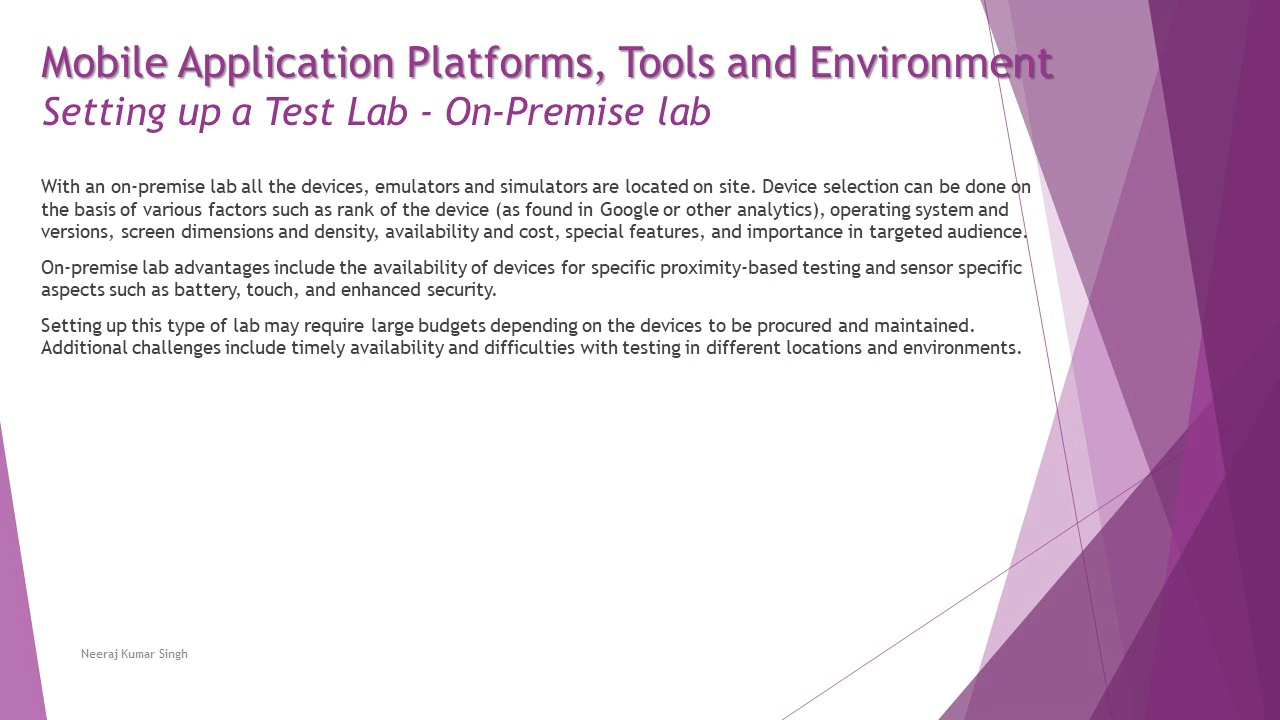 Mobile Application Platforms, Tools and Environment
Setting up a Test Lab - On-Premise lab
With an on-premise lab all the devices, emulators and simulators are located on site. Device selection can be done on
the basis of various factors such as rank of the device (as found in Google or other analytics), operating system and
versions, screen dimensions and density, availability and cost, special features, and importance in targeted audience.
On-premise lab advantages include the availability of devices for specific proximity-based testing and sensor specific
aspects such as battery, touch, and enhanced security.
Setting up this type of lab may require large budgets depending on the devices to be procured and maintained.
Additional challenges include timely availability and difficulties with testing in different locations and environments.
Neeraj Kumar Singh